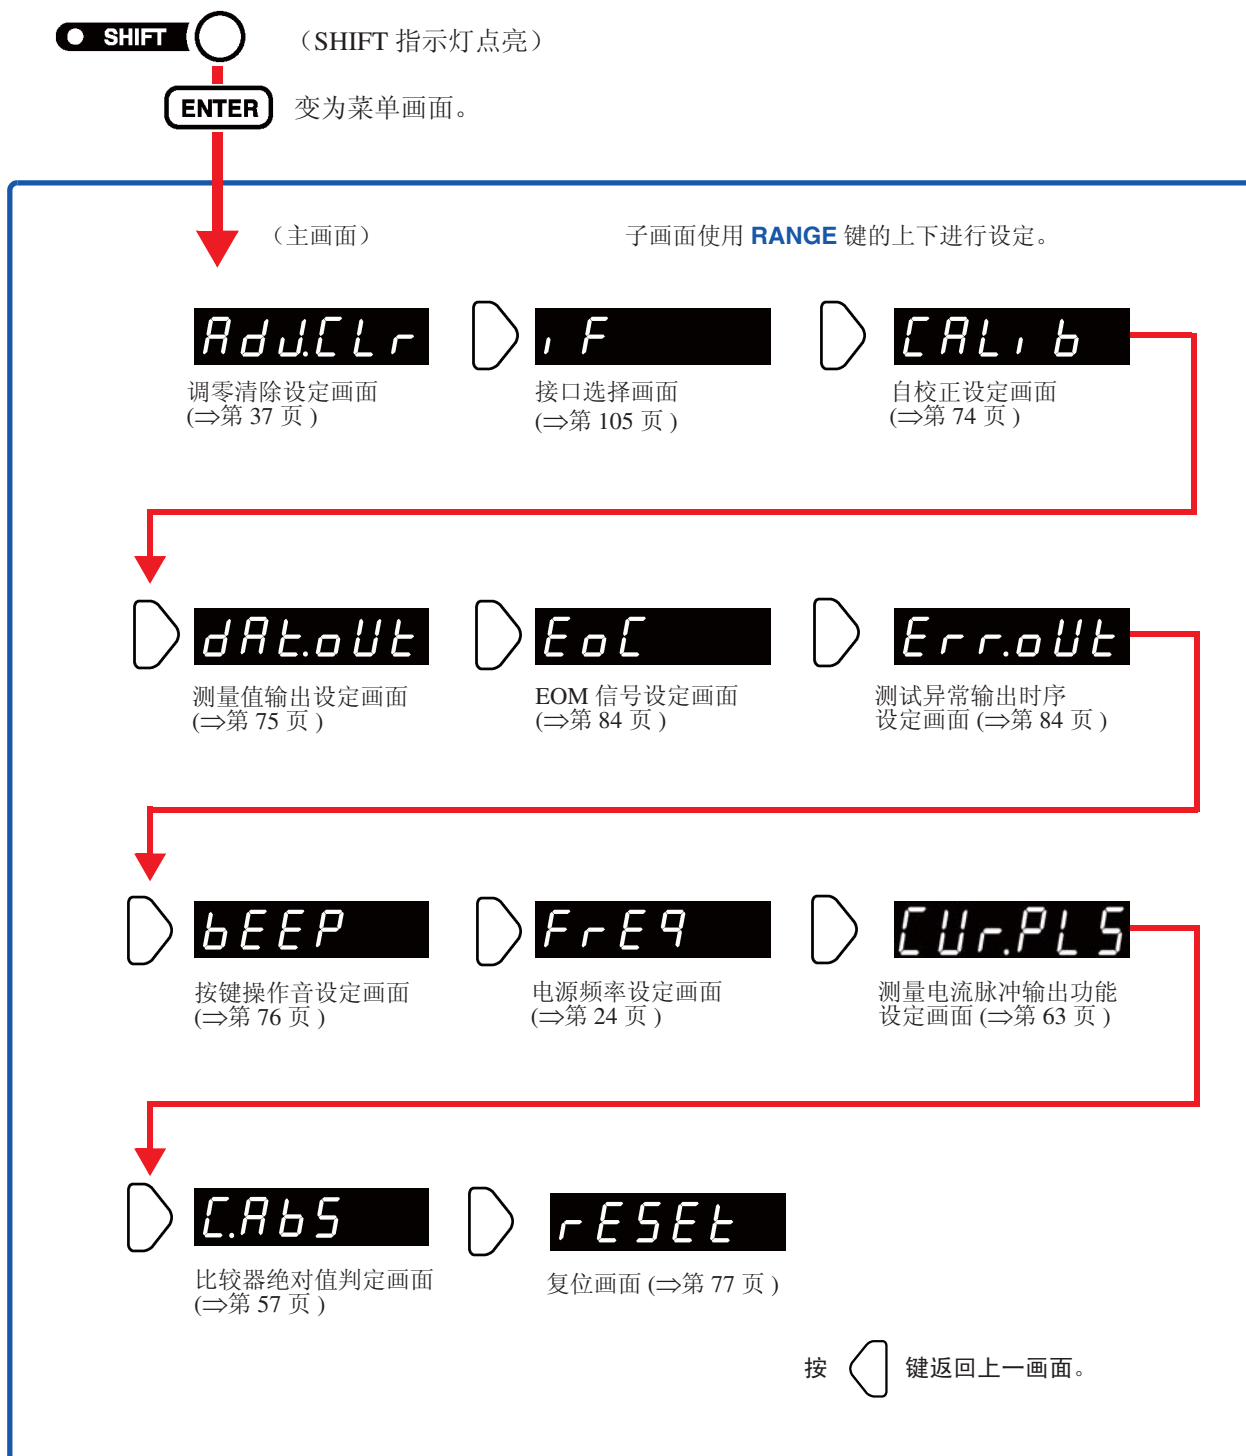 SHIFT
（SHIFT 指示灯点亮）
ENTER
变为菜单画面。
（主画面）
子画面使用 RANGE 键的上下进行设定。
AdJ.CLr
iF
CALib
调零清除设定画面
(⇒第 37 页 )
接口选择画面
(⇒第 105 页 )
自校正设定画面
(⇒第 74 页 )
dAt.oUt
EoC
Err.oUt
测量值输出设定画面
(⇒第 75 页 )
EOM 信号设定画面
(⇒第 84 页 )
测试异常输出时序
设定画面 (⇒第 84 页 )
bEEP
FrEq
CUr.PLS
按键操作音设定画面
(⇒第 76 页 )
电源频率设定画面
(⇒第 24 页 )
测量电流脉冲输出功能
设定画面 (⇒第 63 页 )
C.AbS
rESEt
比较器绝对值判定画面
(⇒第 57 页 )
复位画面 (⇒第 77 页 )
按 键返回上一画面。